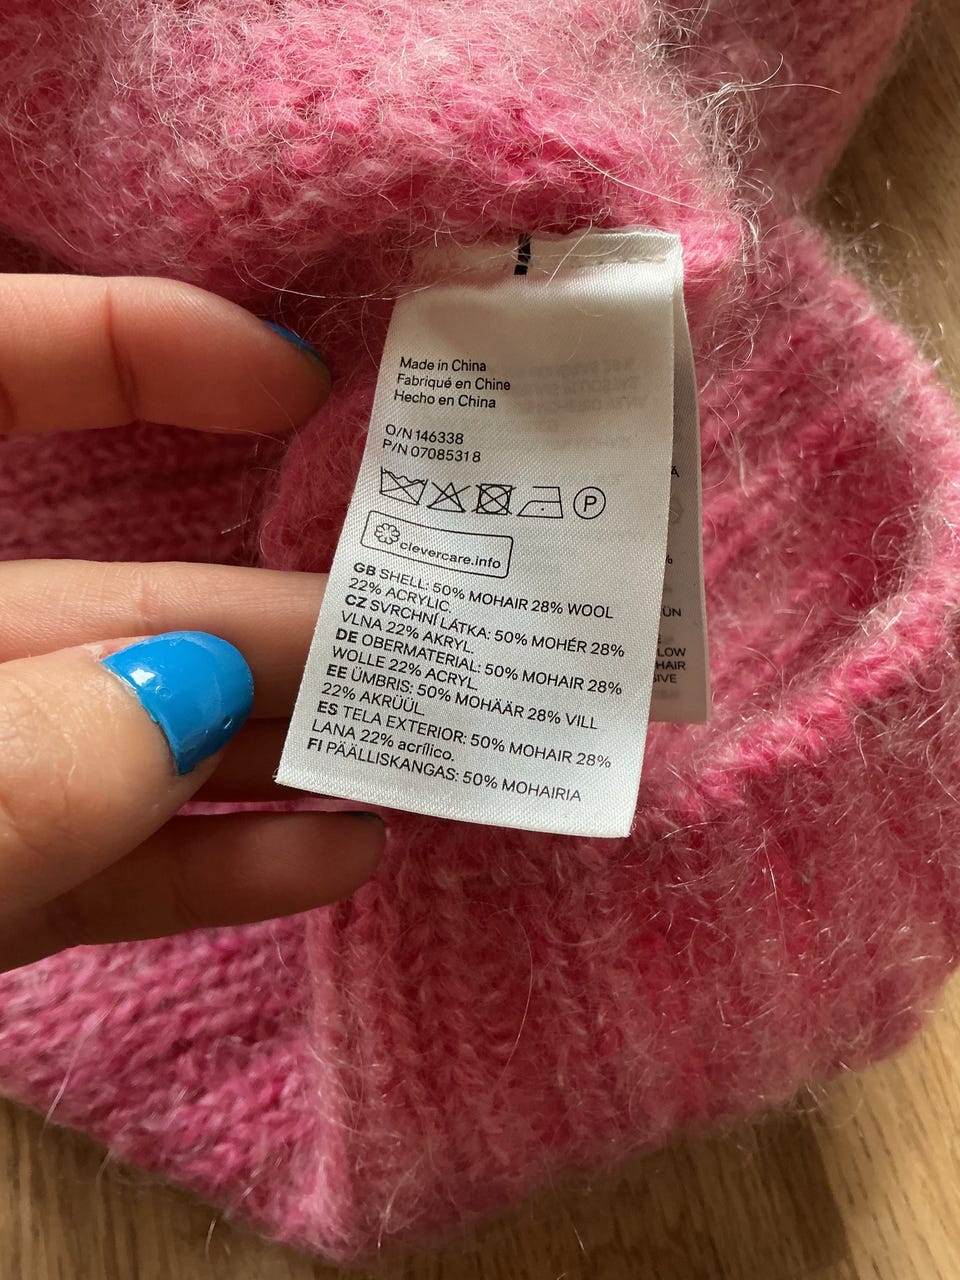 Made in China
Fabriqué en Chine
Hecho en China
O/N 146338
P/N 07085318
P
clevercare.info
GB SHELL: 50% MOHAIR 28% WOOL
22% ACRYLIC.
CZ SVRCHNÍ LÁTKA: 50% MOHÉR 28%
VLNA 22% AKRYL.
DE OBERMATERIAL: 50% MOHAIR 28%
WOLLE 22% ACRYL.
EE ÜMBRIS: 50% MOHÄÄR 28% VILL
22% AKRÜÜL.
ES TELA EXTERIOR: 50% MOHAIR 28%
LANA 22% acrílico.
FI PÄÄLLISKANGAS: 50% MOHAIRIA